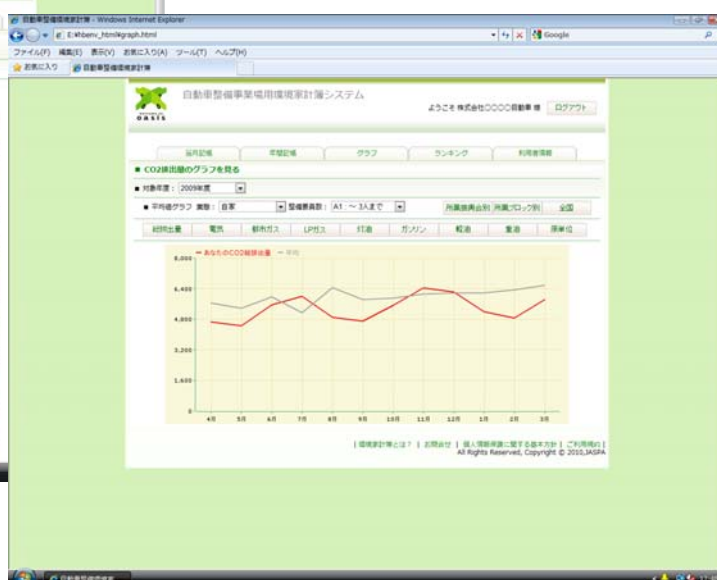 自動車整備環境家計簿 - Windows Internet Explorer
E:¥hbenv_html¥graph.html
Google
ファイル(F) 編集(E) 表示(V) お気に入り(A) ツール(T) ヘルプ(H)
お気に入り 自動車整備環境家計簿
OASIS
自動車整備事業場用環境家計簿システム
ようこそ 株式会社○○○○自動車 様 ログアウト
当月記帳 年間記帳 グラフ ランキング 利用者情報
■ CO2排出量のグラフを見る
■ 対象年度： 2009年度
■ 平均値グラフ 業態： 自家 整備要員数： A1 ～ 3人まで 所属振興会別 所属ブロック別 全国
総排出量 電気 都市ガス LPガス 灯油 ガソリン 軽油 重油 原単位
あなたのCO2総排出量 平均
8,000
6,400
4,800
3,200
1,600
0
4月 5月 6月 7月 8月 9月 10月 11月 12月 1月 2月 3月
| 環境家計簿とは？ | お問合せ | 個人情報保護に関する基本方針 | ご利用規約 |
All Rights Reserved, Copyright © 2010,JASPA
自動車整備環境家...